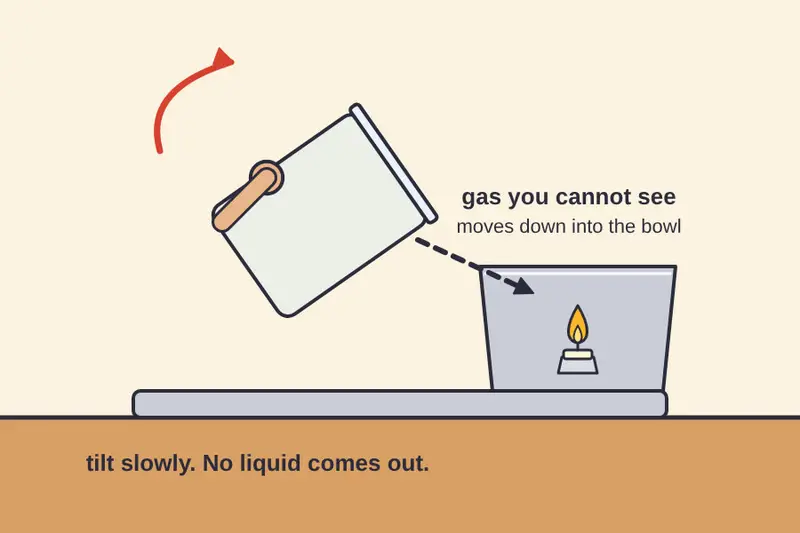 gas you cannot see
moves down into the bowl
tilt slowly. No liquid comes out.